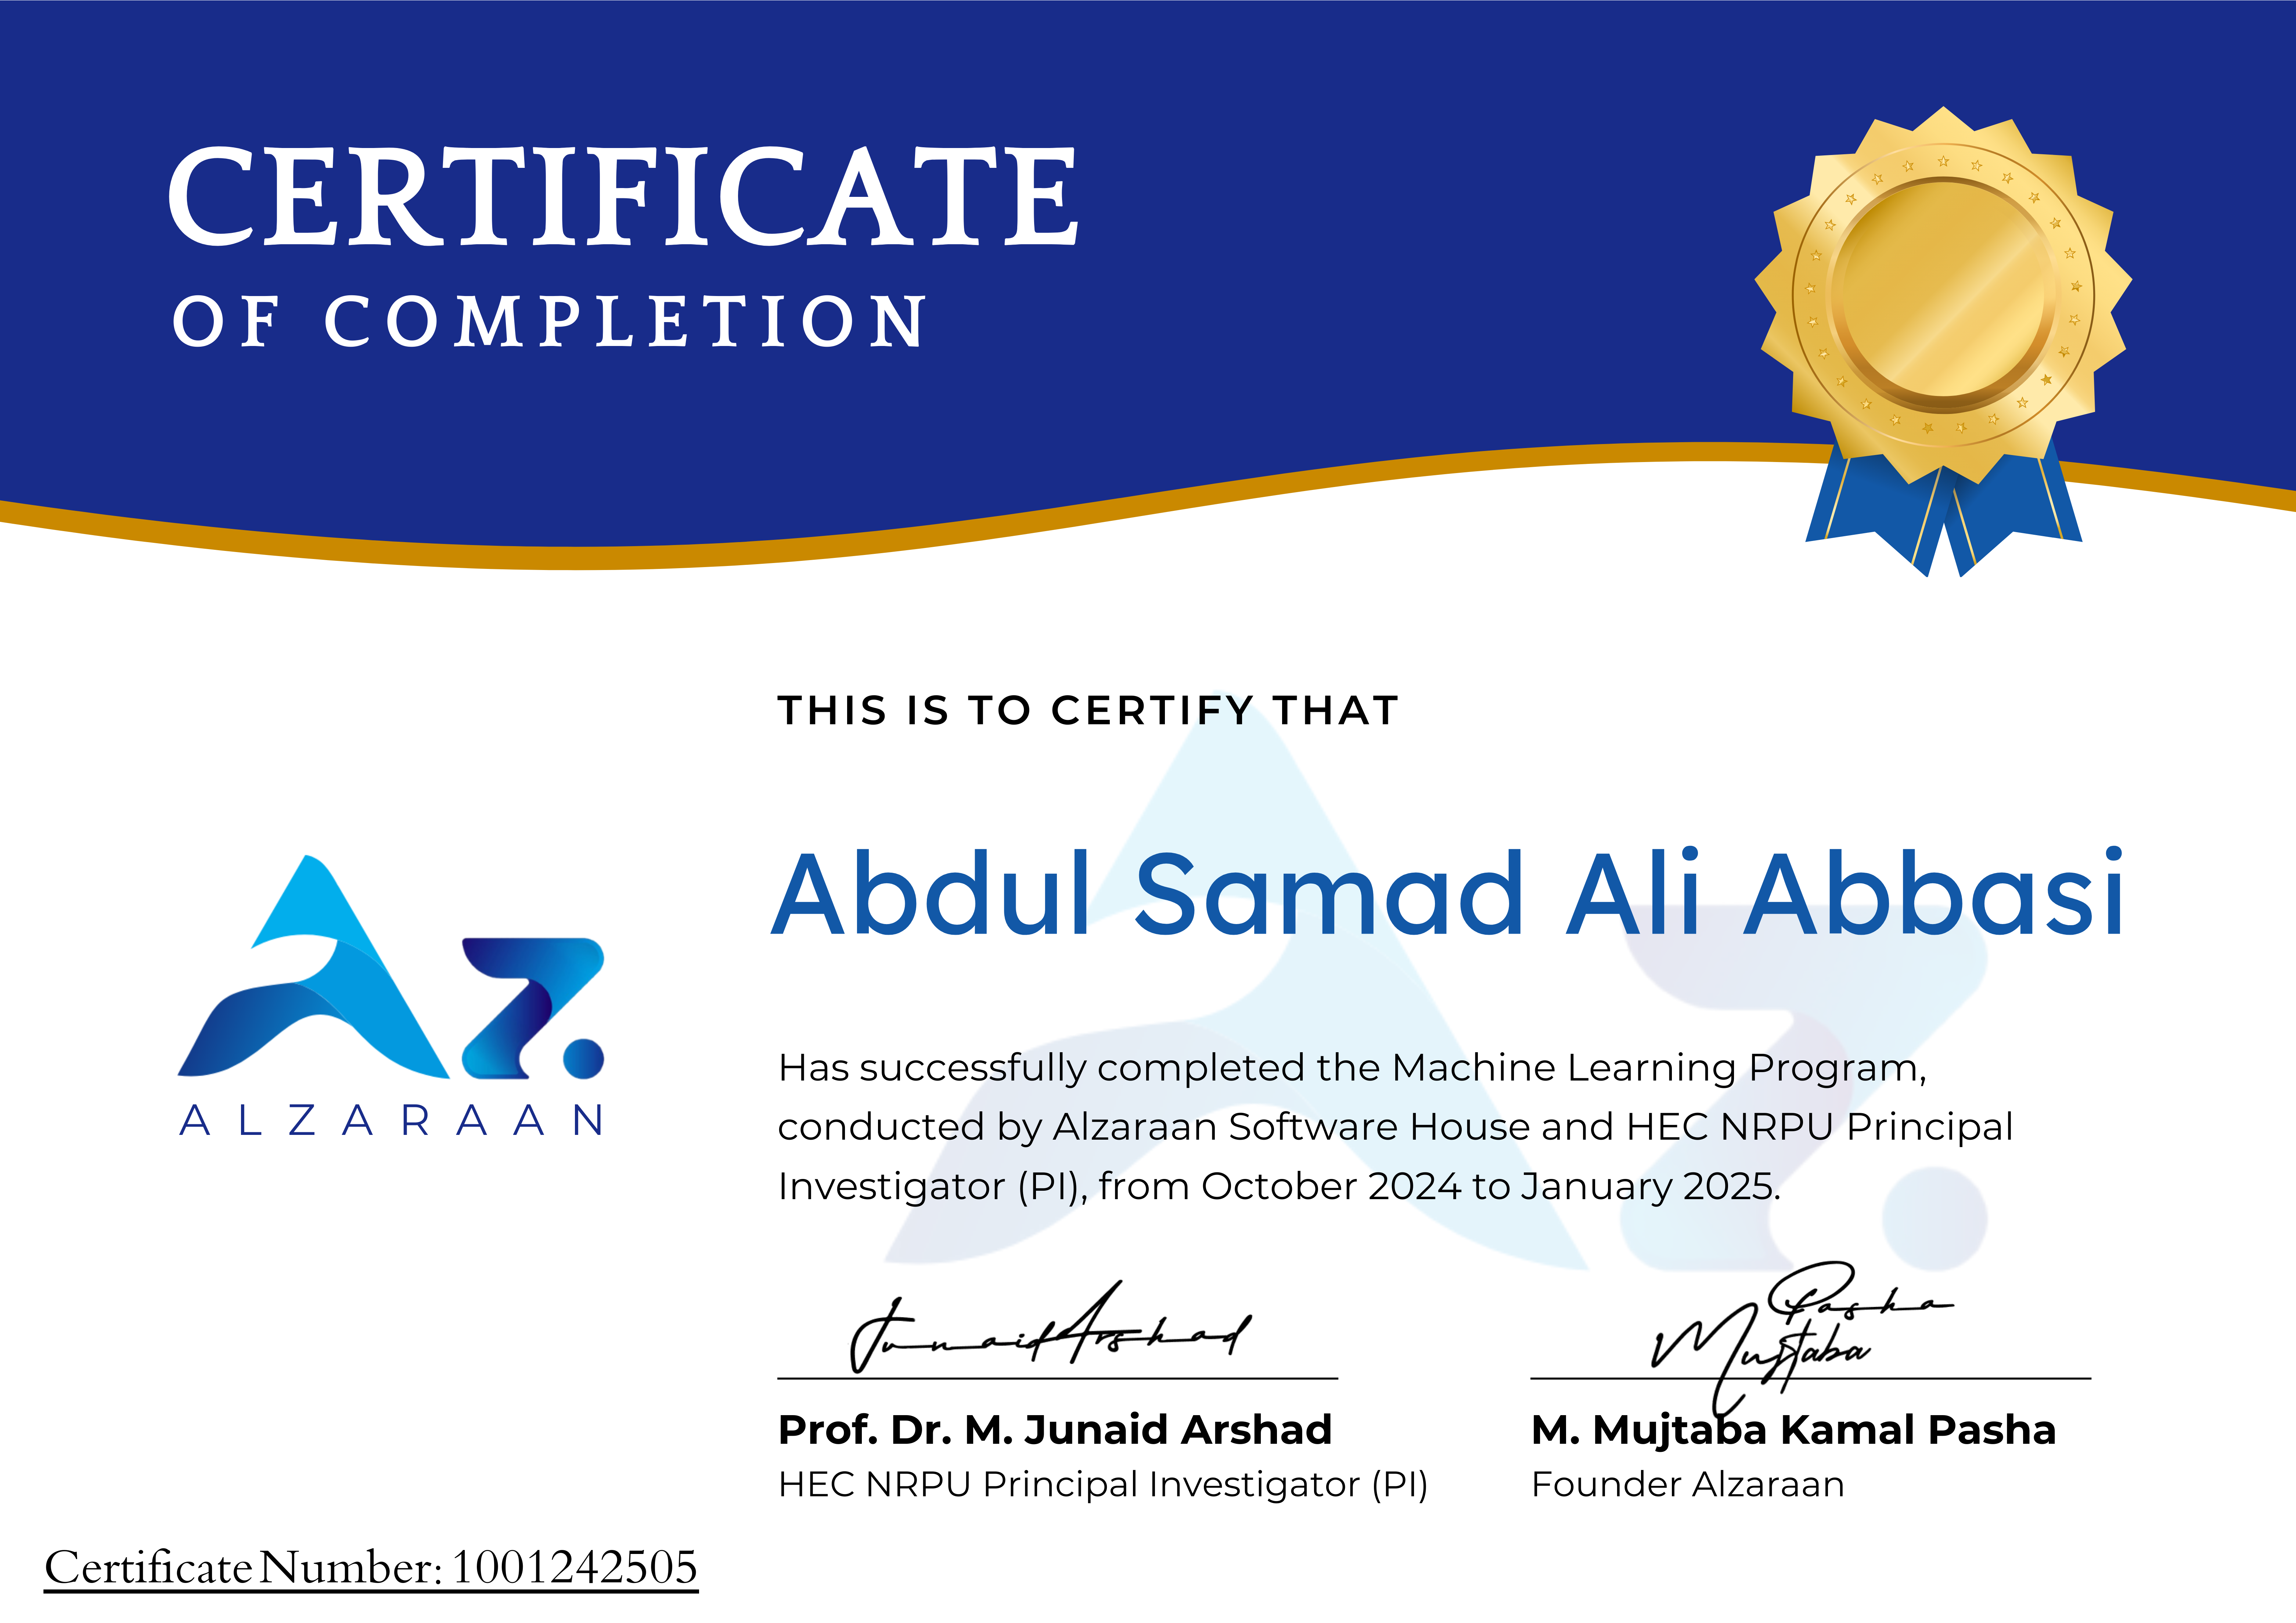 CERTIFICATE
OF COMPLETION
THIS IS TO CERTIFY THAT
Abdul Samad Ali Abbasi
ALZARAAN
Has successfully completed the Machine Learning Program,
conducted by Alzaraan Software House and HEC NRPU Principal
Investigator (PI), from October 2024 to January 2025.
Junaid Arshad
Pasha
Mujtaba
Prof. Dr. M. Junaid Arshad
HEC NRPU Principal Investigator (PI)
M. Mujtaba Kamal Pasha
Founder Alzaraan
Certificate Number: 1001242505